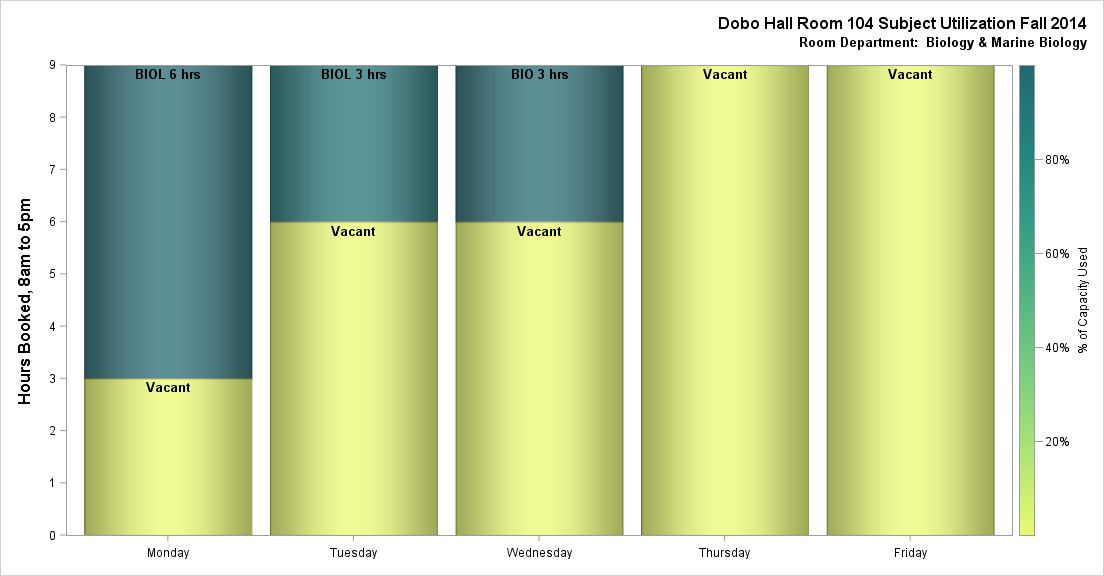 Dobo Hall Room 104 Subject Utilization Fall 2014
Room Department: Biology & Marine Biology
Hours Booked, 8am to 5pm
9
8
7
6
5
4
3
2
1
0
BIOL 6 hrs
Vacant
BIOL 3 hrs
Vacant
BIO 3 hrs
Vacant
Vacant
Vacant
Monday
Tuesday
Wednesday
Thursday
Friday
80%
60%
40%
20%
% of Capacity Used